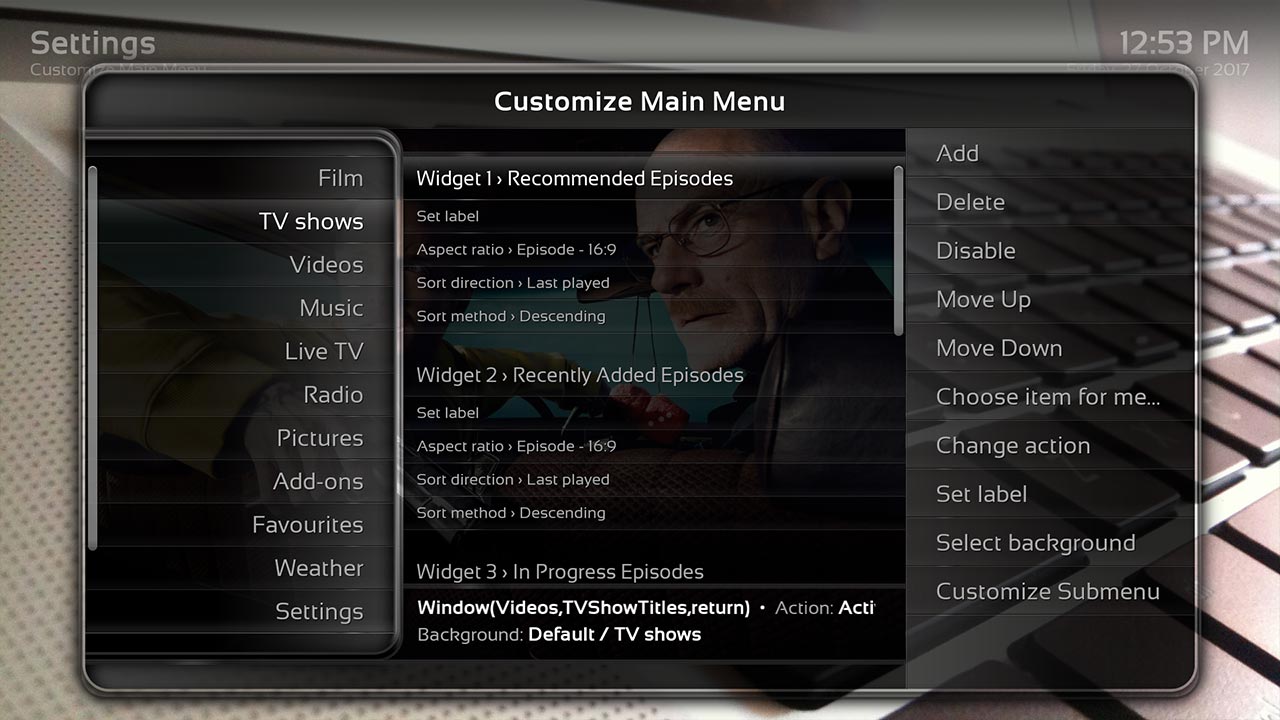 Settings
12:53 PM
Customize Main Menu
October 2017
Customize Main Menu
Film
TV shows
Videos
Music
Live TV
Radio
Pictures
Add-ons
Favourites
Weather
Settings
Widget 1 › Recommended Episodes
Set label
Aspect ratio › Episode - 16:9
Sort direction › Last played
Sort method › Descending
Widget 2 › Recently Added Episodes
Set label
Aspect ratio › Episode - 16:9
Sort direction › Last played
Sort method › Descending
Widget 3 › In Progress Episodes
Window(Videos,TVShowTitles,return) • Action: Acti
Background: Default / TV shows
Add
Delete
Disable
Move Up
Move Down
Choose item for me...
Change action
Set label
Select background
Customize Submenu